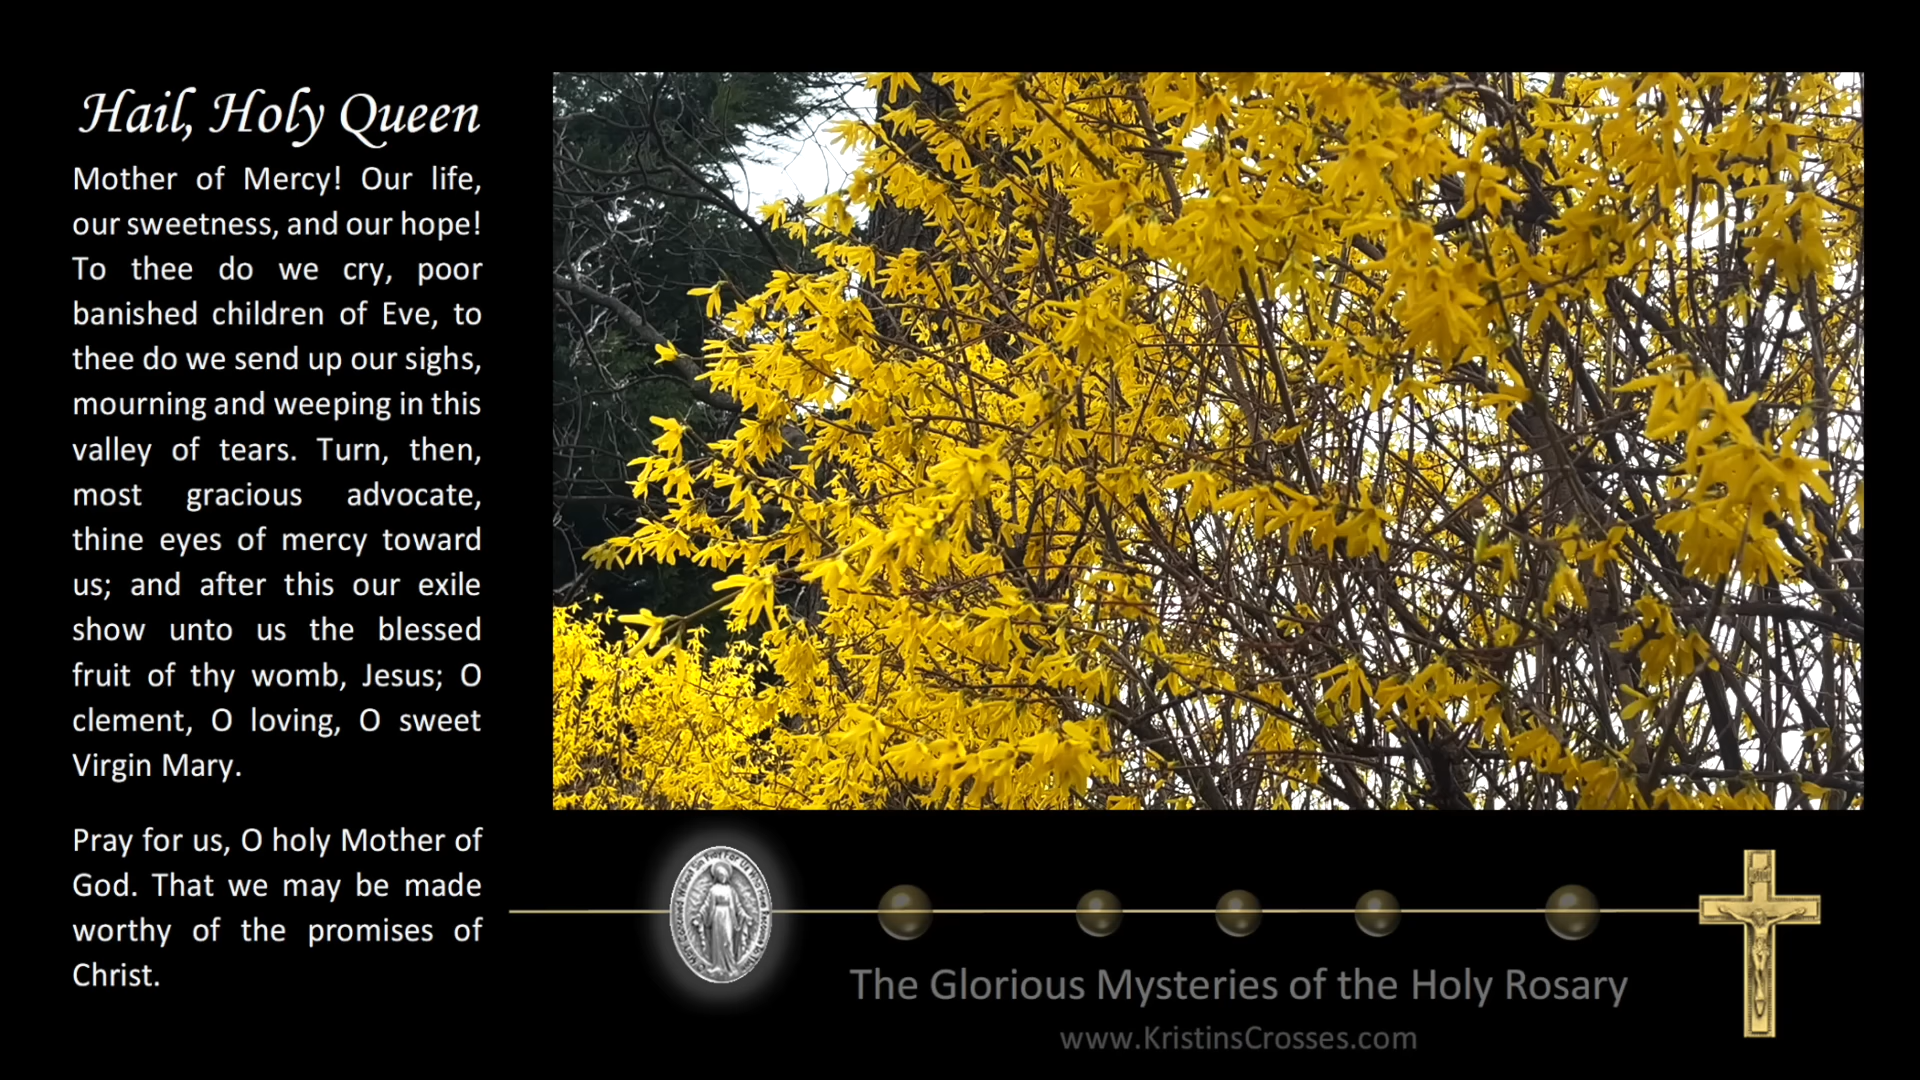 Hail, Holy Queen
Mother of Mercy! Our life,
our sweetness, and our hope!
To thee do we cry, poor
banished children of Eve, to
thee do we send up our sighs,
mourning and weeping in this
valley of tears. Turn, then,
most gracious advocate,
thine eyes of mercy toward
us; and after this our exile
show unto us the blessed
fruit of thy womb, Jesus; O
clement, O loving, O sweet
Virgin Mary.
Pray for us, O holy Mother of
God. That we may be made
worthy of the promises of
Christ.
The Glorious Mysteries of the Holy Rosary
www.KristinsCrosses.com